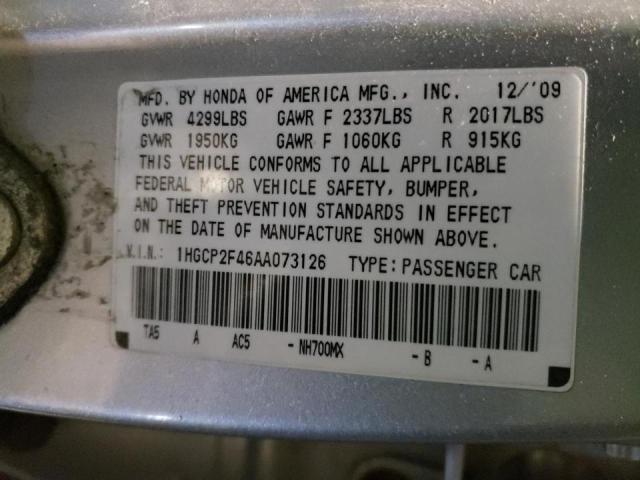 MFD. BY HONDA OF AMERICA MFG., INC. 12/'09
GVWR 4299LBS GAWR F 2337LBS R 2017LBS
GVWR 1950KG GAWR F 1060KG R 915KG
THIS VEHICLE CONFORMS TO ALL APPLICABLE
FEDERAL MOTOR VEHICLE SAFETY, BUMPER,
AND THEFT PREVENTION STANDARDS IN EFFECT
ON THE DATE OF MANUFACTURE SHOWN ABOVE.
V.I.N.: 1HGCP2F46AA073126 TYPE:PASSENGER CAR
TA5 A AC5 -NH700MX -B -A